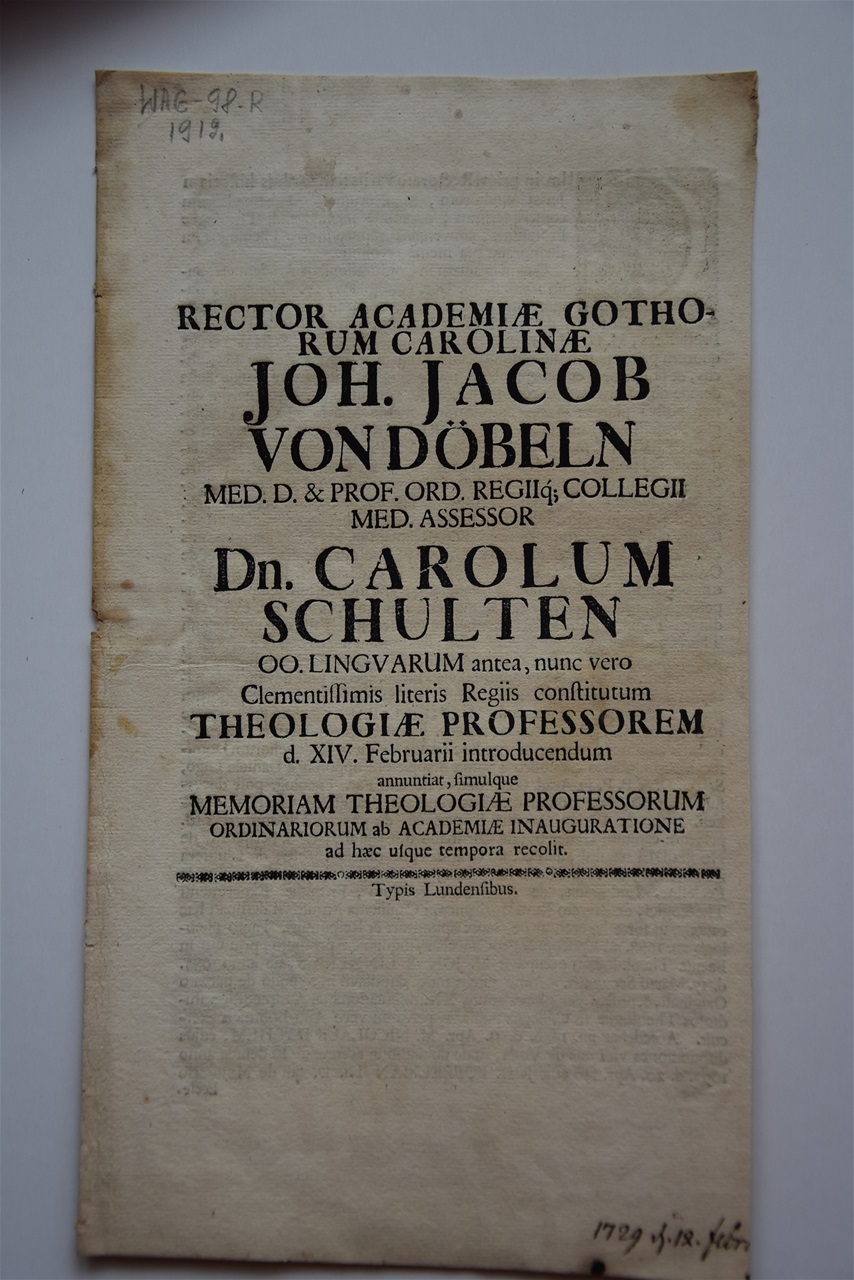 WAE-98-R
1919.
RECTOR ACADEMIÆ GOTHO-
RUM CAROLINÆ
JOH. JACOB
VON DÖBELN
MED. D. & PROF. ORD. REGIIq́; COLLEGII
MED. ASSESSOR
Dn. CAROLUM
SCHULTEN
OO. LINGVARUM antea, nunc vero
Clementiſſimis literis Regiis conſtitutum
THEOLOGIÆ PROFESSOREM
d. XIV. Februarii introducendum
annuntiat, ſimulque
MEMORIAM THEOLOGIÆ PROFESSORUM
ORDINARIORUM ab ACADEMIÆ INAUGURATIONE
ad hæc uſque tempora recolit.
Typis Lundenſibus.
1729 d. 12. febr.